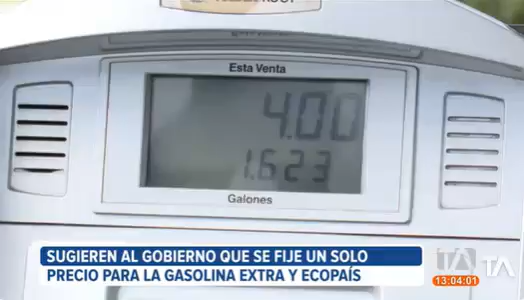 Esta Venta
4.00
1.623
Galones
SUGIEREN AL GOBIERNO QUE SE FIJE UN SOLO
PRECIO PARA LA GASOLINA EXTRA Y ECOPAÍS
TA
13:04:01
TA